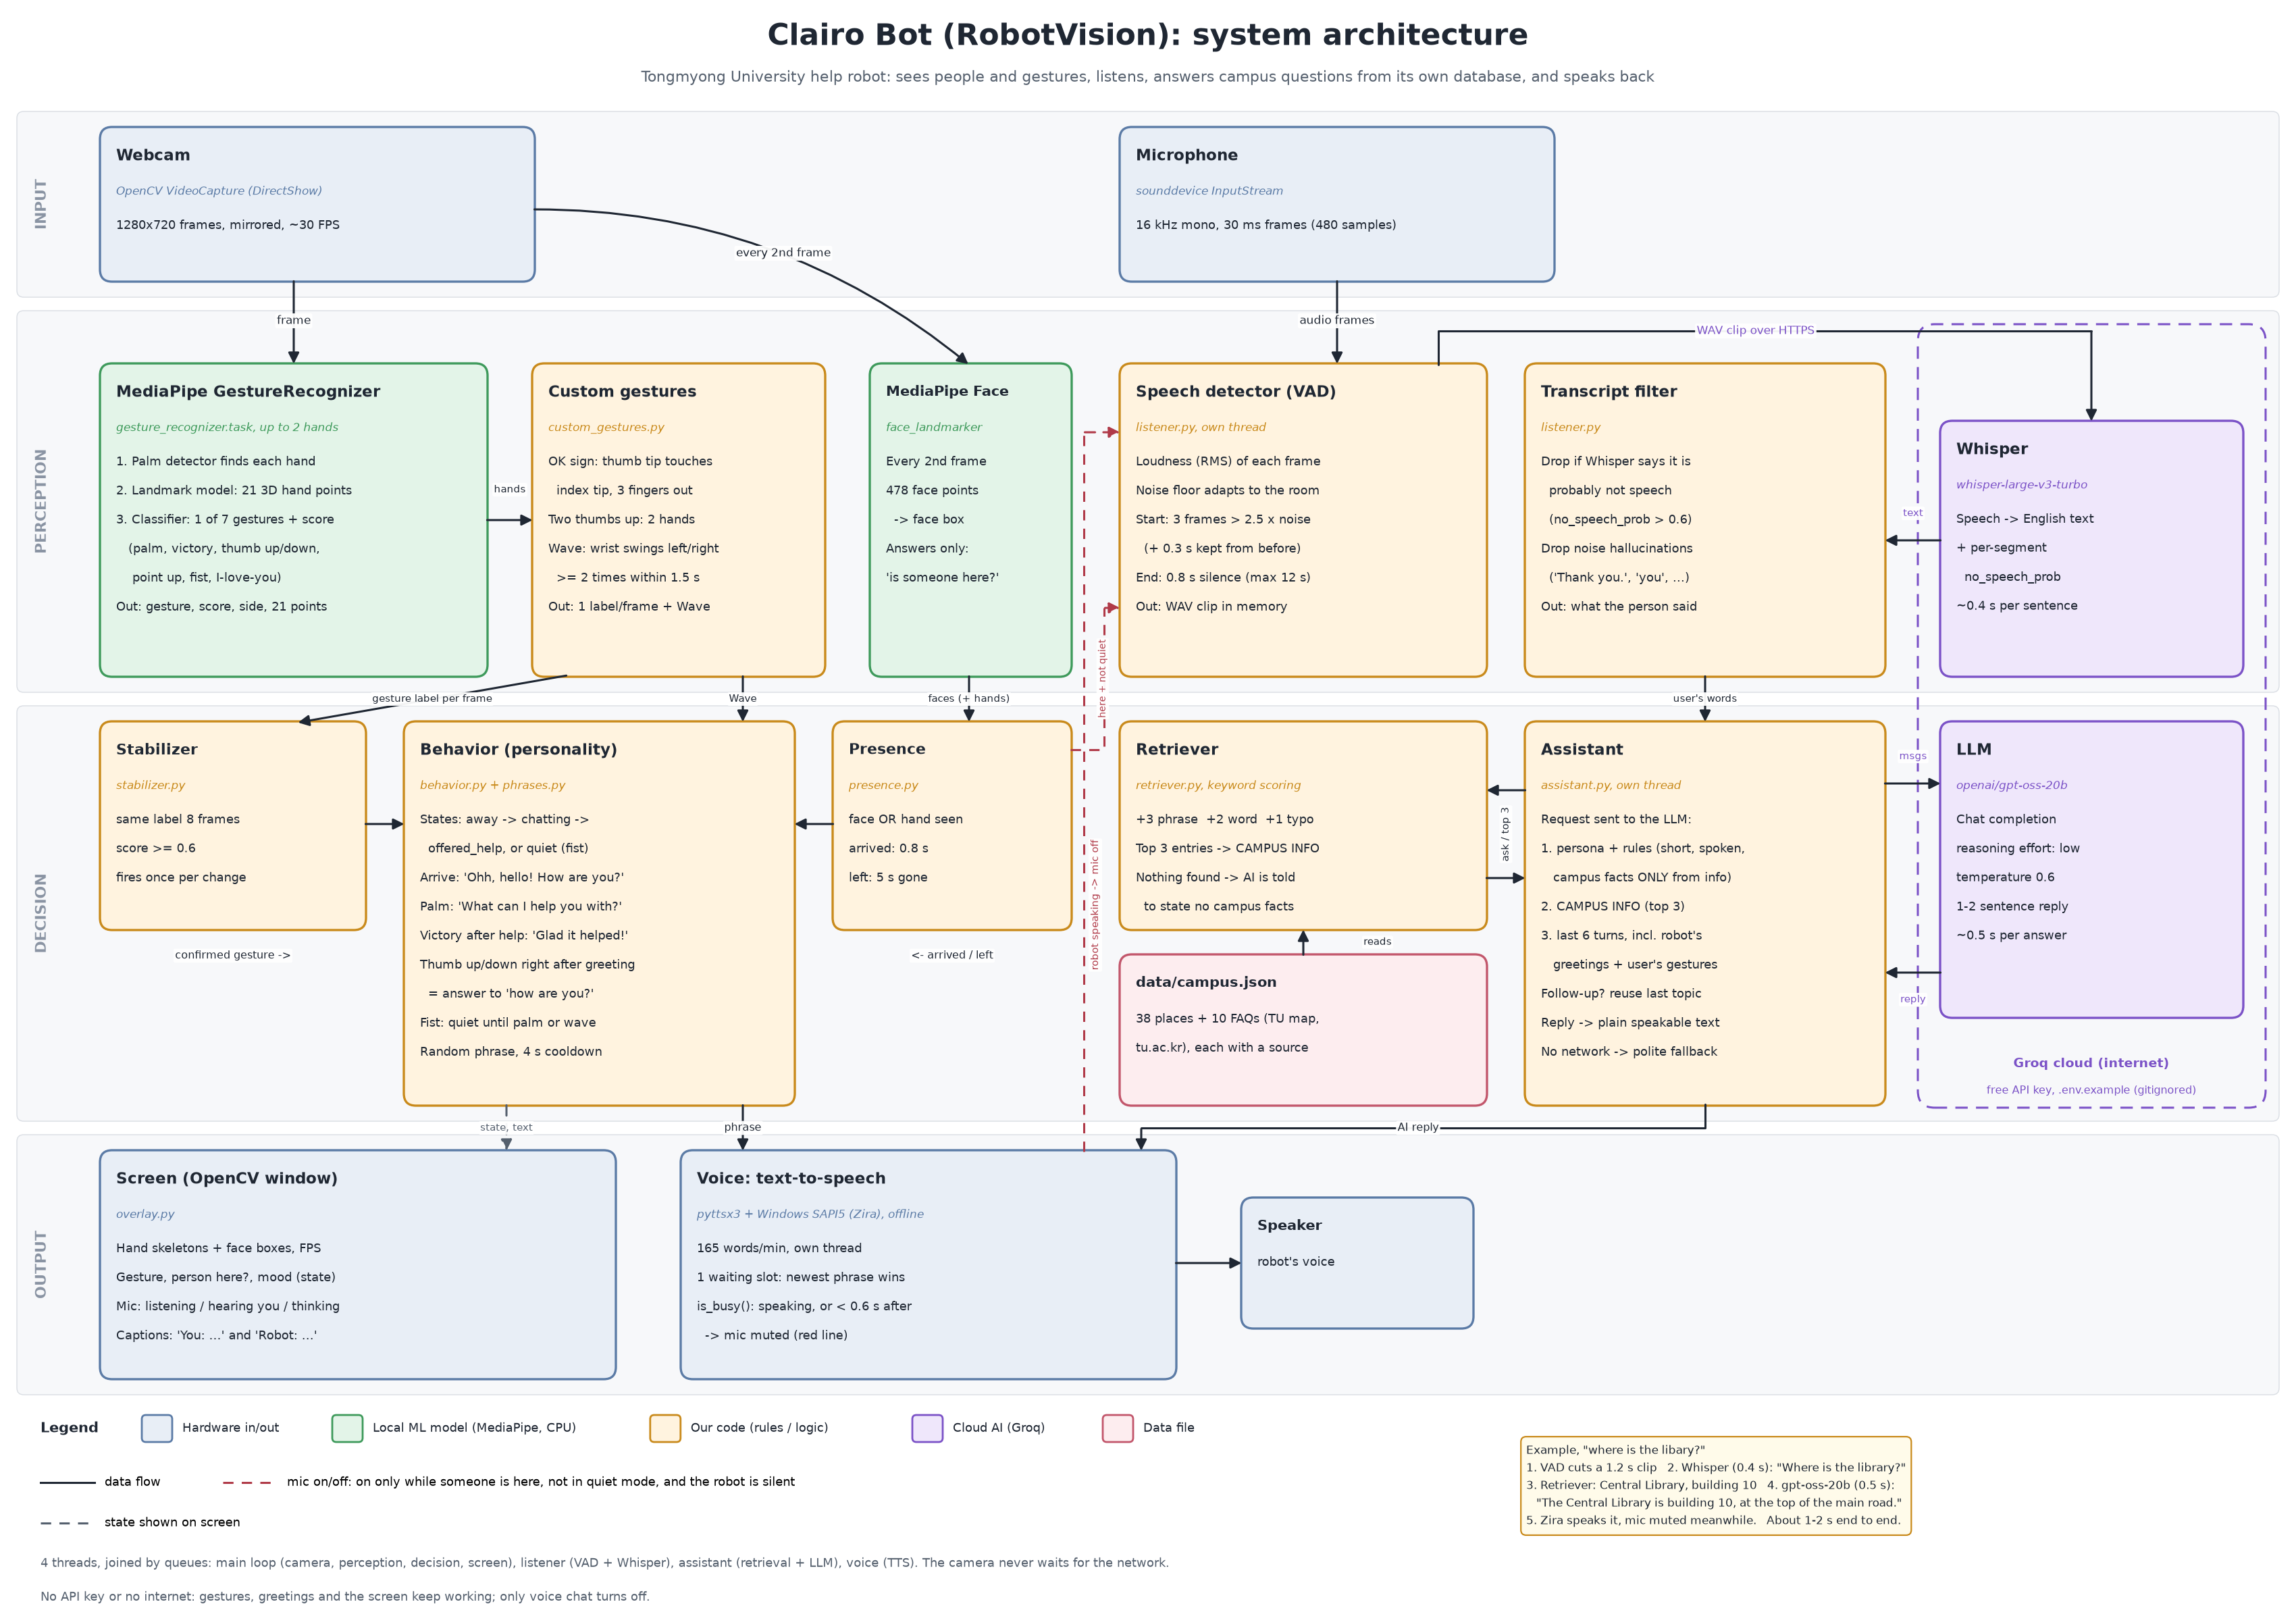 Clairo Bot (RobotVision): system architecture
Tongmyong University help robot: sees people and gestures, listens, answers campus questions from its own database, and speaks back
INPUT
Webcam
OpenCV VideoCapture (DirectShow)
1280x720 frames, mirrored, ~30 FPS
Microphone
sounddevice InputStream
16 kHz mono, 30 ms frames (480 samples)
every 2nd frame
frame
audio frames
WAV clip over HTTPS
PERCEPTION
MediaPipe GestureRecognizer
gesture_recognizer.task, up to 2 hands
1. Palm detector finds each hand
2. Landmark model: 21 3D hand points
3. Classifier: 1 of 7 gestures + score
(palm, victory, thumb up/down,
point up, fist, I-love-you)
Out: gesture, score, side, 21 points
hands
Custom gestures
custom_gestures.py
OK sign: thumb tip touches
index tip, 3 fingers out
Two thumbs up: 2 hands
Wave: wrist swings left/right
>= 2 times within 1.5 s
Out: 1 label/frame + Wave
MediaPipe Face
face_landmarker
Every 2nd frame
478 face points
-> face box
Answers only:
'is someone here?'
Speech detector (VAD)
listener.py, own thread
Loudness (RMS) of each frame
Noise floor adapts to the room
Start: 3 frames > 2.5 x noise
(+ 0.3 s kept from before)
End: 0.8 s silence (max 12 s)
Out: WAV clip in memory
Transcript filter
listener.py
Drop if Whisper says it is
probably not speech
(no_speech_prob > 0.6)
Drop noise hallucinations
('Thank you.', 'you', ...)
Out: what the person said
text
Whisper
whisper-large-v3-turbo
Speech -> English text
+ per-segment
no_speech_prob
~0.4 s per sentence
here + not quiet
gesture label per frame
Wave
faces (+ hands)
user's words
DECISION
Stabilizer
stabilizer.py
same label 8 frames
score >= 0.6
fires once per change
confirmed gesture ->
Behavior (personality)
behavior.py + phrases.py
States: away -> chatting ->
offered_help, or quiet (fist)
Arrive: 'Ohh, hello! How are you?'
Palm: 'What can I help you with?'
Victory after help: 'Glad it helped!'
Thumb up/down right after greeting
= answer to 'how are you?'
Fist: quiet until palm or wave
Random phrase, 4 s cooldown
Presence
presence.py
face OR hand seen
arrived: 0.8 s
left: 5 s gone
<- arrived / left
robot speaking -> mic off
Retriever
retriever.py, keyword scoring
+3 phrase +2 word +1 typo
Top 3 entries -> CAMPUS INFO
Nothing found -> AI is told
to state no campus facts
reads
data/campus.json
38 places + 10 FAQs (TU map,
tu.ac.kr), each with a source
ask / top 3
Assistant
assistant.py, own thread
Request sent to the LLM:
1. persona + rules (short, spoken,
campus facts ONLY from info)
2. CAMPUS INFO (top 3)
3. last 6 turns, incl. robot's
greetings + user's gestures
Follow-up? reuse last topic
Reply -> plain speakable text
No network -> polite fallback
msgs
reply
LLM
openai/gpt-oss-20b
Chat completion
reasoning effort: low
temperature 0.6
1-2 sentence reply
~0.5 s per answer
Groq cloud (internet)
free API key, .env.example (gitignored)
state, text
phrase
AI reply
OUTPUT
Screen (OpenCV window)
overlay.py
Hand skeletons + face boxes, FPS
Gesture, person here?, mood (state)
Mic: listening / hearing you / thinking
Captions: 'You: ...' and 'Robot: ...'
Voice: text-to-speech
pyttsx3 + Windows SAPI5 (Zira), offline
165 words/min, own thread
1 waiting slot: newest phrase wins
is_busy(): speaking, or < 0.6 s after
-> mic muted (red line)
Speaker
robot's voice
Legend
Hardware in/out
Local ML model (MediaPipe, CPU)
Our code (rules / logic)
Cloud AI (Groq)
Data file
data flow
mic on/off: on only while someone is here, not in quiet mode, and the robot is silent
state shown on screen
Example, "where is the libary?"
1. VAD cuts a 1.2 s clip 2. Whisper (0.4 s): "Where is the library?"
3. Retriever: Central Library, building 10 4. gpt-oss-20b (0.5 s):
"The Central Library is building 10, at the top of the main road."
5. Zira speaks it, mic muted meanwhile. About 1-2 s end to end.
4 threads, joined by queues: main loop (camera, perception, decision, screen), listener (VAD + Whisper), assistant (retrieval + LLM), voice (TTS). The camera never waits for the network.
No API key or no internet: gestures, greetings and the screen keep working; only voice chat turns off.